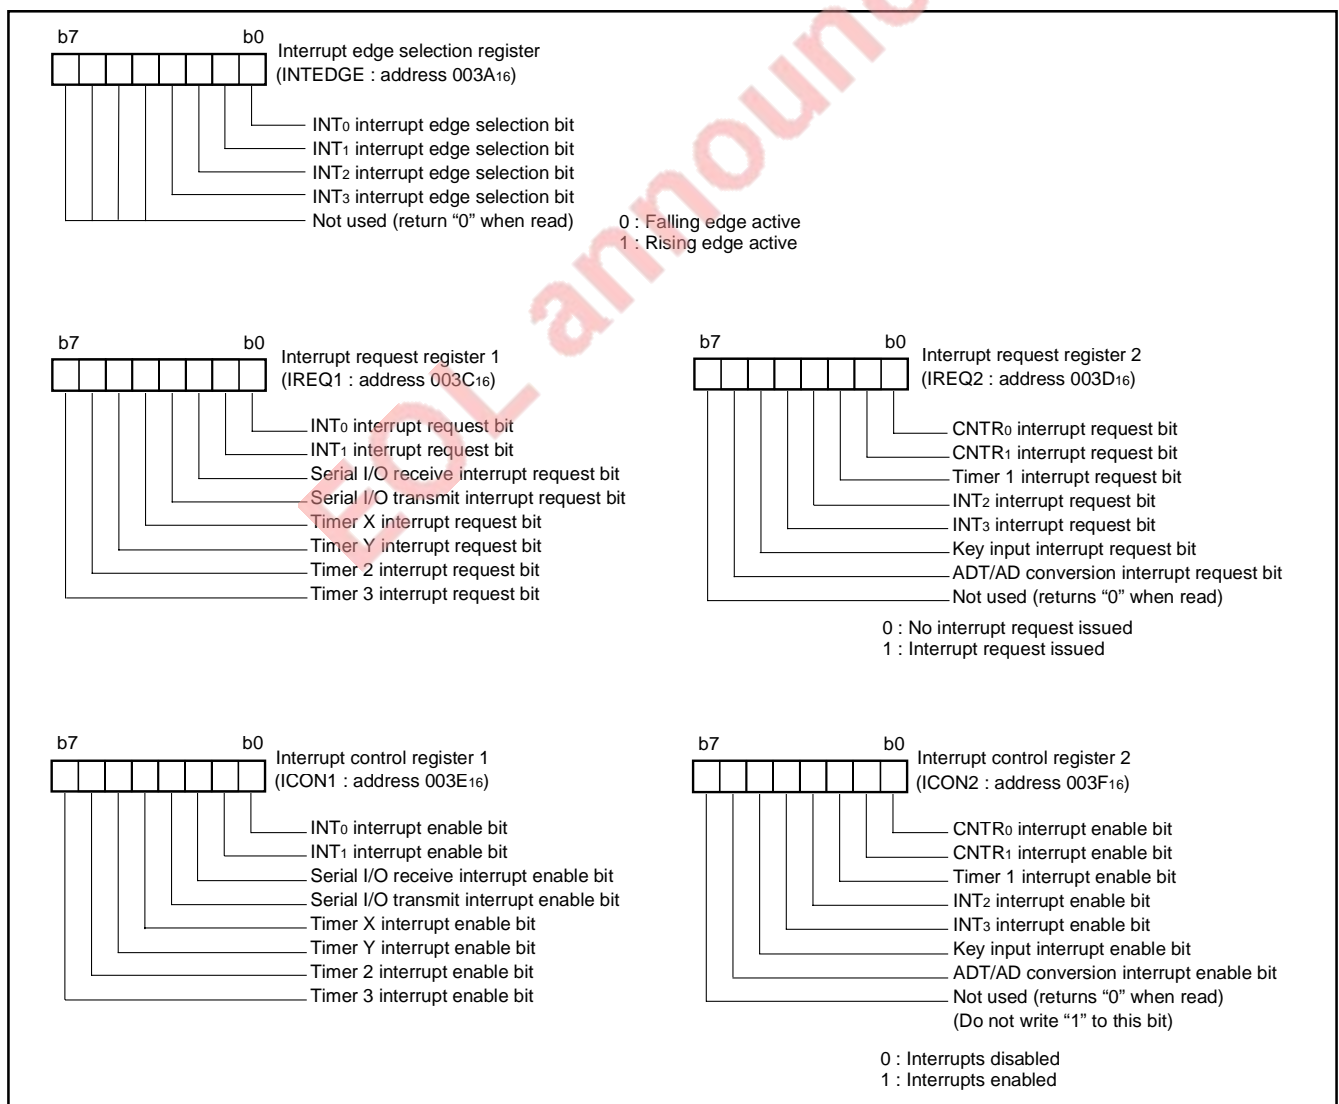 b7 b0
Interrupt edge selection register
(INTEDGE : address 003A16)
INT0 interrupt edge selection bit
INT1 interrupt edge selection bit
INT2 interrupt edge selection bit
INT3 interrupt edge selection bit
Not used (return “0” when read)
0 : Falling edge active
1 : Rising edge active
b7 b0
Interrupt request register 1
(IREQ1 : address 003C16)
INT0 interrupt request bit
INT1 interrupt request bit
Serial I/O receive interrupt request bit
Serial I/O transmit interrupt request bit
Timer X interrupt request bit
Timer Y interrupt request bit
Timer 2 interrupt request bit
Timer 3 interrupt request bit
b7 b0
Interrupt request register 2
(IREQ2 : address 003D16)
CNTR0 interrupt request bit
CNTR1 interrupt request bit
Timer 1 interrupt request bit
INT2 interrupt request bit
INT3 interrupt request bit
Key input interrupt request bit
ADT/AD conversion interrupt request bit
Not used (returns “0” when read)
0 : No interrupt request issued
1 : Interrupt request issued
b7 b0
Interrupt control register 1
(ICON1 : address 003E16)
INT0 interrupt enable bit
INT1 interrupt enable bit
Serial I/O receive interrupt enable bit
Serial I/O transmit interrupt enable bit
Timer X interrupt enable bit
Timer Y interrupt enable bit
Timer 2 interrupt enable bit
Timer 3 interrupt enable bit
b7 b0
Interrupt control register 2
(ICON2 : address 003F16)
CNTR0 interrupt enable bit
CNTR1 interrupt enable bit
Timer 1 interrupt enable bit
INT2 interrupt enable bit
INT3 interrupt enable bit
Key input interrupt enable bit
ADT/AD conversion interrupt enable bit
Not used (returns “0” when read)
(Do not write “1” to this bit)
0 : Interrupts disabled
1 : Interrupts enabled
EOL